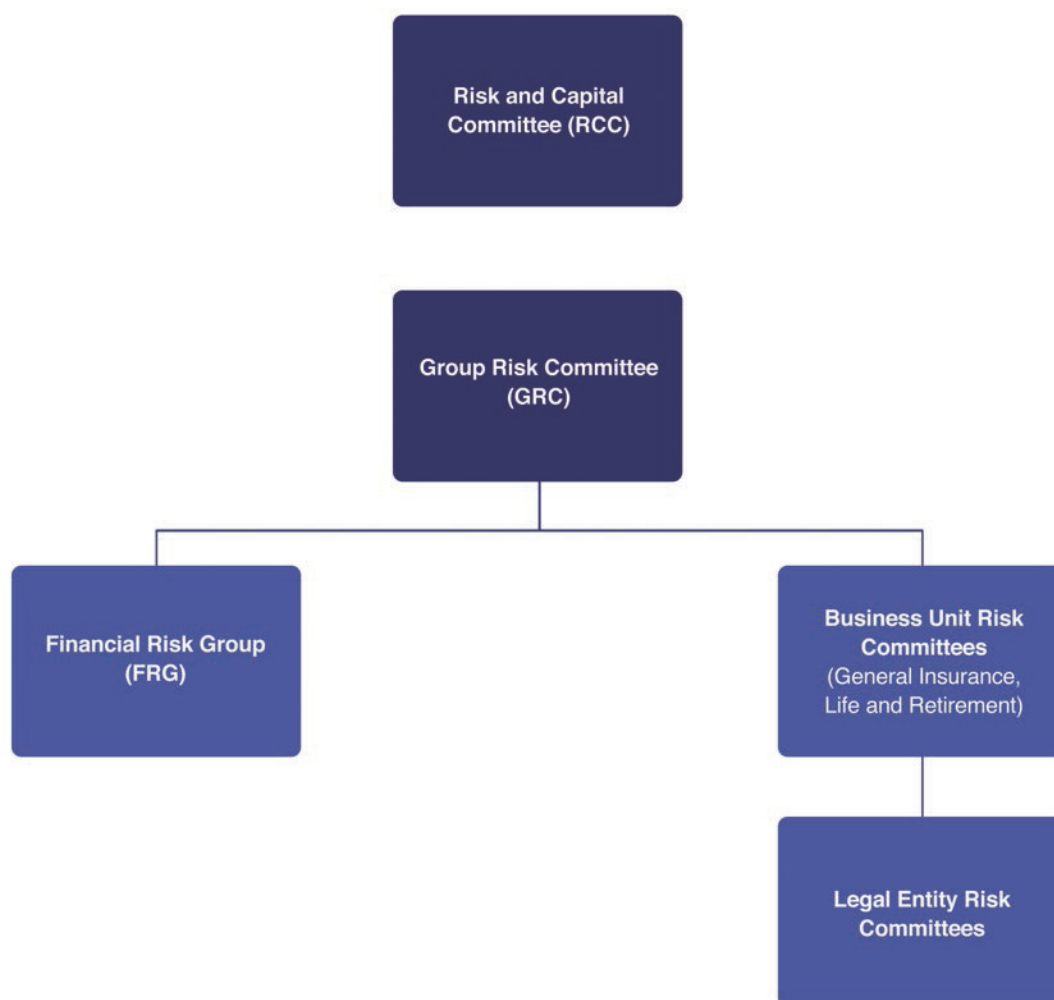 Risk and Capital
Committee (RCC)
Group Risk Committee
(GRC)
Financial Risk Group
(FRG)
Business Unit Risk
Committees
(General Insurance,
Life and Retirement)
Legal Entity Risk
Committees